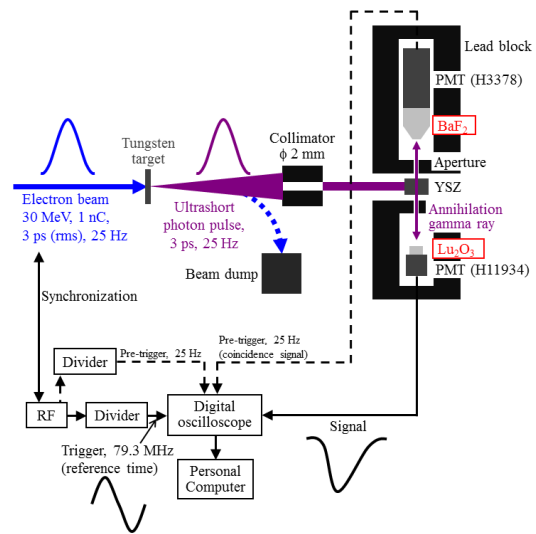 Lead block
PMT (H3378)
BaF2
Aperture
YSZ
Annihilation
gamma ray
Lu2O3
PMT (H11934)
Collimator
ϕ 2 mm
Tungsten
target
Electron beam
30 MeV, 1 nC,
3 ps (rms), 25 Hz
Ultrashort
photon pulse,
3 ps, 25 Hz
Beam dump
Synchronization
Pre-trigger, 25 Hz
(coincidence signal)
Divider
Pre-trigger, 25 Hz
RF
Divider
Digital
oscilloscope
Signal
Trigger, 79.3 MHz
(reference time)
Personal
Computer